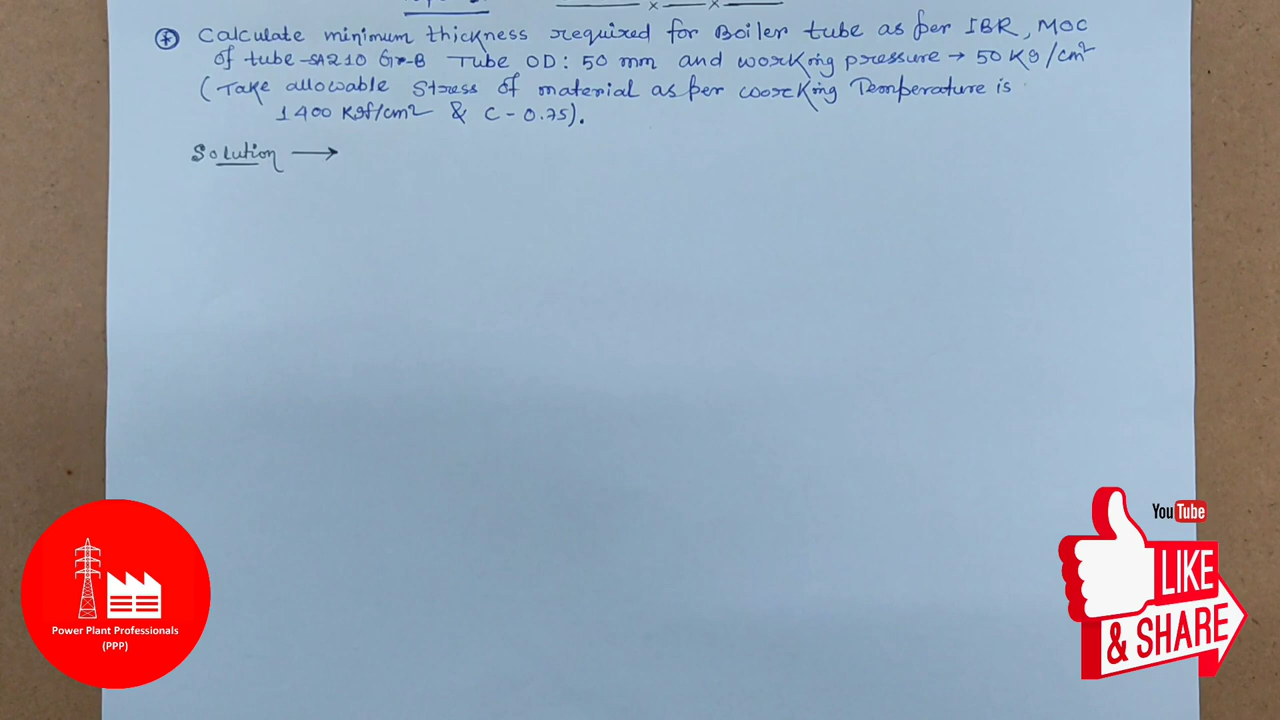 Calculate minimum thickness required for Boiler tube as per IBR, MOC
of tube - SA210 Gr-B Tube OD: 50 mm and working pressure → 50 Kg/cm²
(Take allowable Stress of material as per working Temperature is
1400 Kgf/cm² & C - 0.75).
Solution →
Power Plant Professionals
(PPP)
YouTube
LIKE
& SHARE